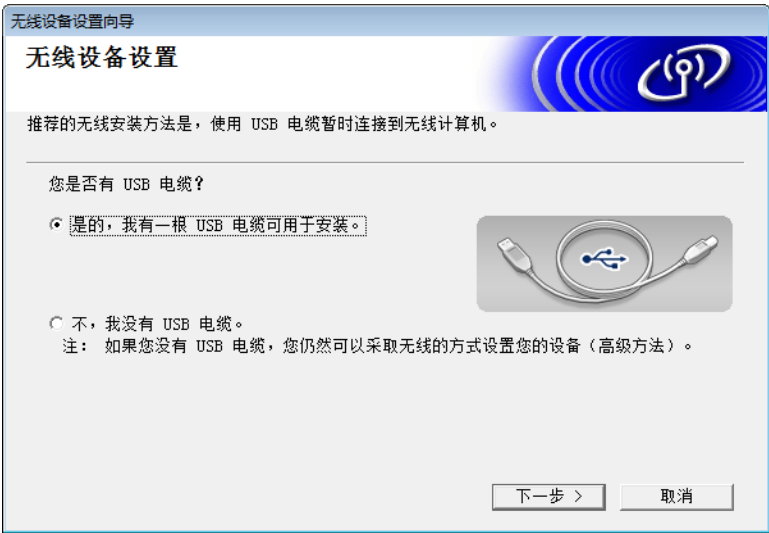 无线设备设置向导
无线设备设置
推荐的无线安装方法是，使用 USB 电缆暂时连接到无线计算机。
您是否有 USB 电缆？
是的，我有一根 USB 电缆可用于安装。
不，我没有 USB 电缆。
注： 如果您没有 USB 电缆，您仍然可以采取无线的方式设置您的设备（高级方法）。
下一步 >
取消